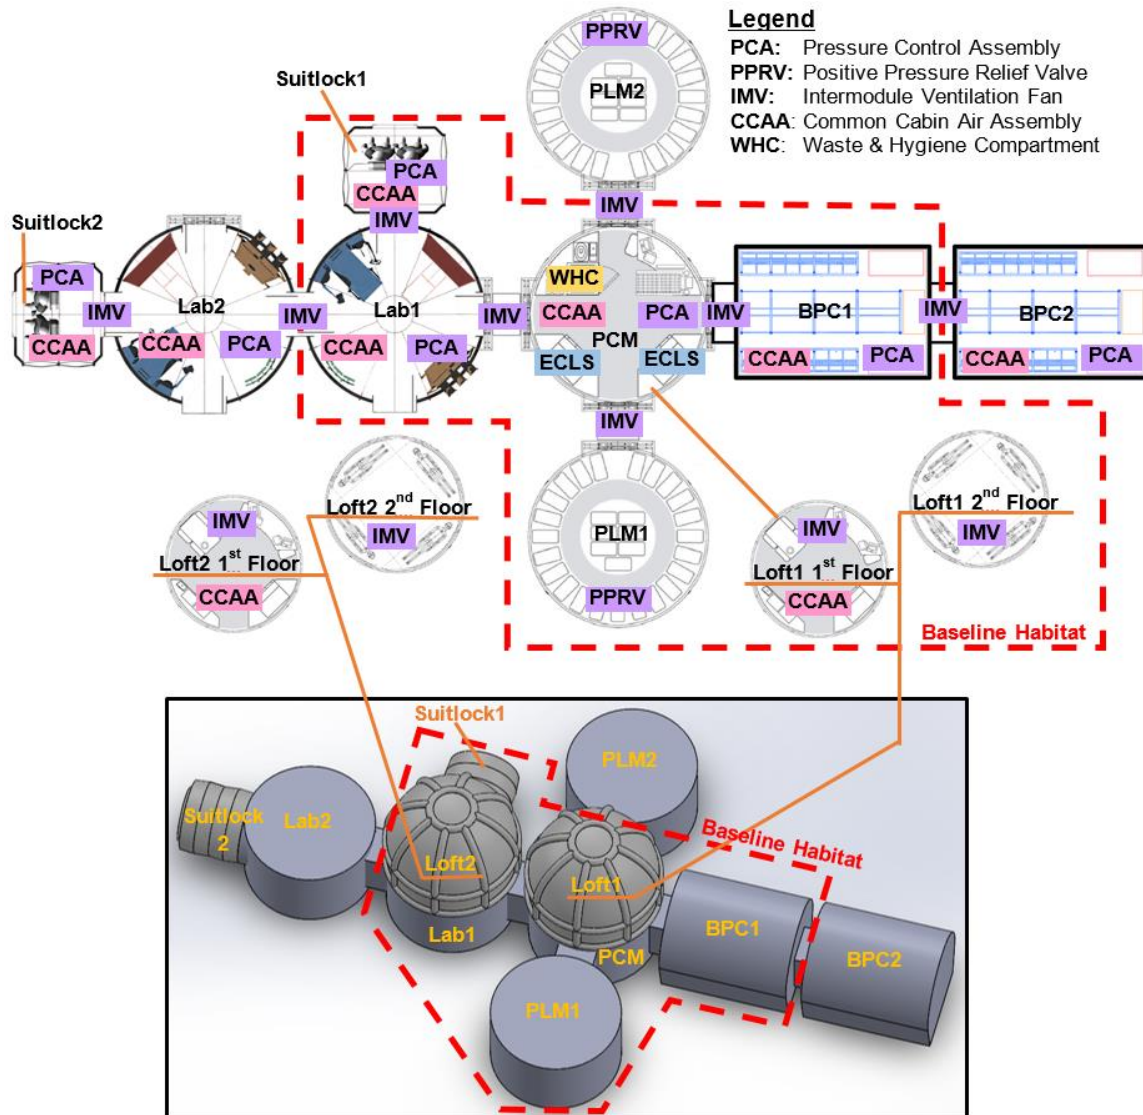 Legend
PCA: Pressure Control Assembly
PPRV: Positive Pressure Relief Valve
IMV: Intermodule Ventilation Fan
CCAA: Common Cabin Air Assembly
WHC: Waste & Hygiene Compartment
PPRV
PLM2
IMV
Suitlock1
PCA
CCAA
IMV
Suitlock2
PCA
IMV
CCAA
Lab2
CCAA
PCA
IMV
Lab1
CCAA
PCA
IMV
WHC
CCAA
PCA
PCM
ECLS
ECLS
IMV
BPC1
CCAA
PCA
IMV
BPC2
CCAA
PCA
IMV
PLM1
PPRV
Loft2 2nd Floor
IMV
IMV
Loft2 1st Floor
CCAA
Loft1 2nd Floor
IMV
IMV
Loft1 1st Floor
CCAA
Baseline Habitat
Suitlock1
PLM2
Suitlock
2
Lab2
Baseline Habitat
Loft2
Loft1
Lab1
BPC1
PCM
BPC2
PLM1